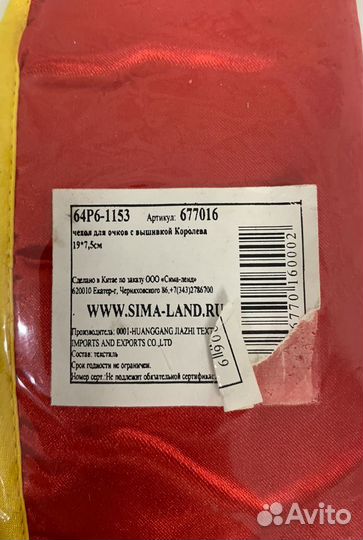 64Р6-1153 Артикул: 677016
чехол для очков с вышивкой Королева
19*7,5см
Сделано в Китае по заказу ООО «Сима-ленд»
620010 Екатер-г, Черняховского 86,+7(343)2786700
WWW.SIMA-LAND.RU
Производитель: 0001-HUANGGANG JIAZHI TEXT
IMPORTS AND EXPORTS CO.,LTD
Состав: текстиль
Срок годности не ограничен.
Номер серт.:Не подлежит обязательной сертификац
Avito